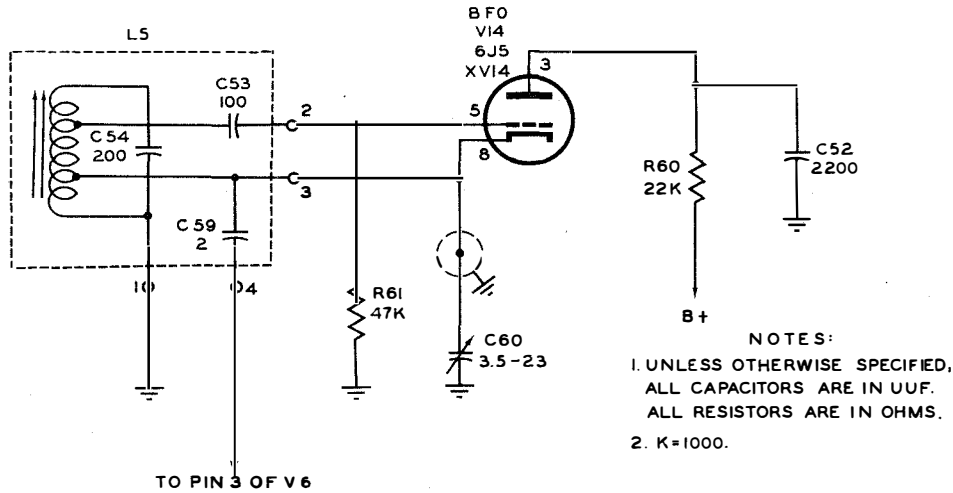 BFO
V14
6J5
XV14
3
L5
C53
100
2
5
C54
200
8
C52
2200
R60
22K
3
C59
2
10
04
R61
47K
B+
C60
3.5-23
NOTES:
1. UNLESS OTHERWISE SPECIFIED,
ALL CAPACITORS ARE IN UUF.
ALL RESISTORS ARE IN OHMS.
2. K=1000.
TO PIN 3 OF V6